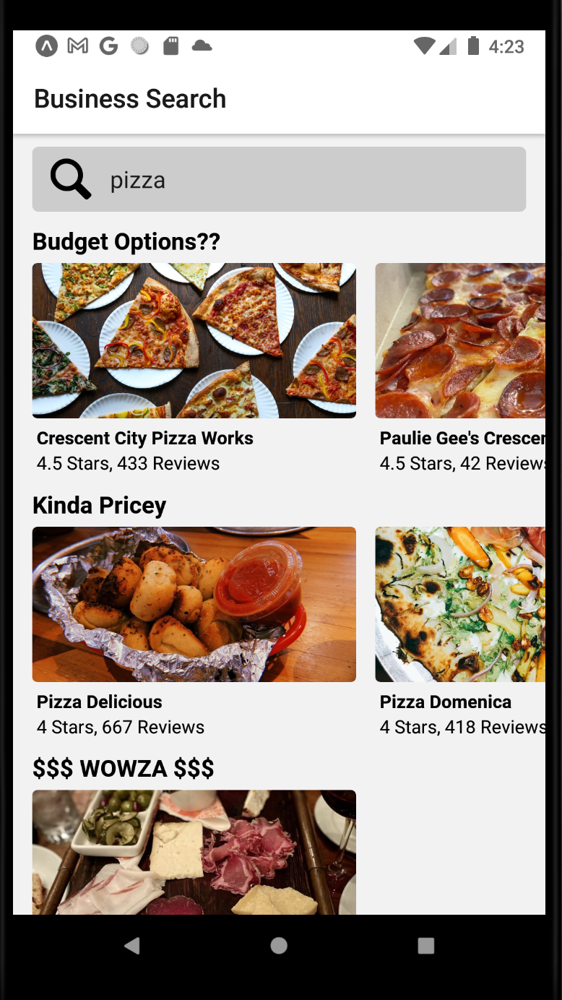 4:23
Business Search
pizza
Budget Options??
Crescent City Pizza Works
4.5 Stars, 433 Reviews
Paulie Gee's Crescen
4.5 Stars, 42 Reviews
Kinda Pricey
Pizza Delicious
4 Stars, 667 Reviews
Pizza Domenica
4 Stars, 418 Reviews
$$$ WOWZA $$$